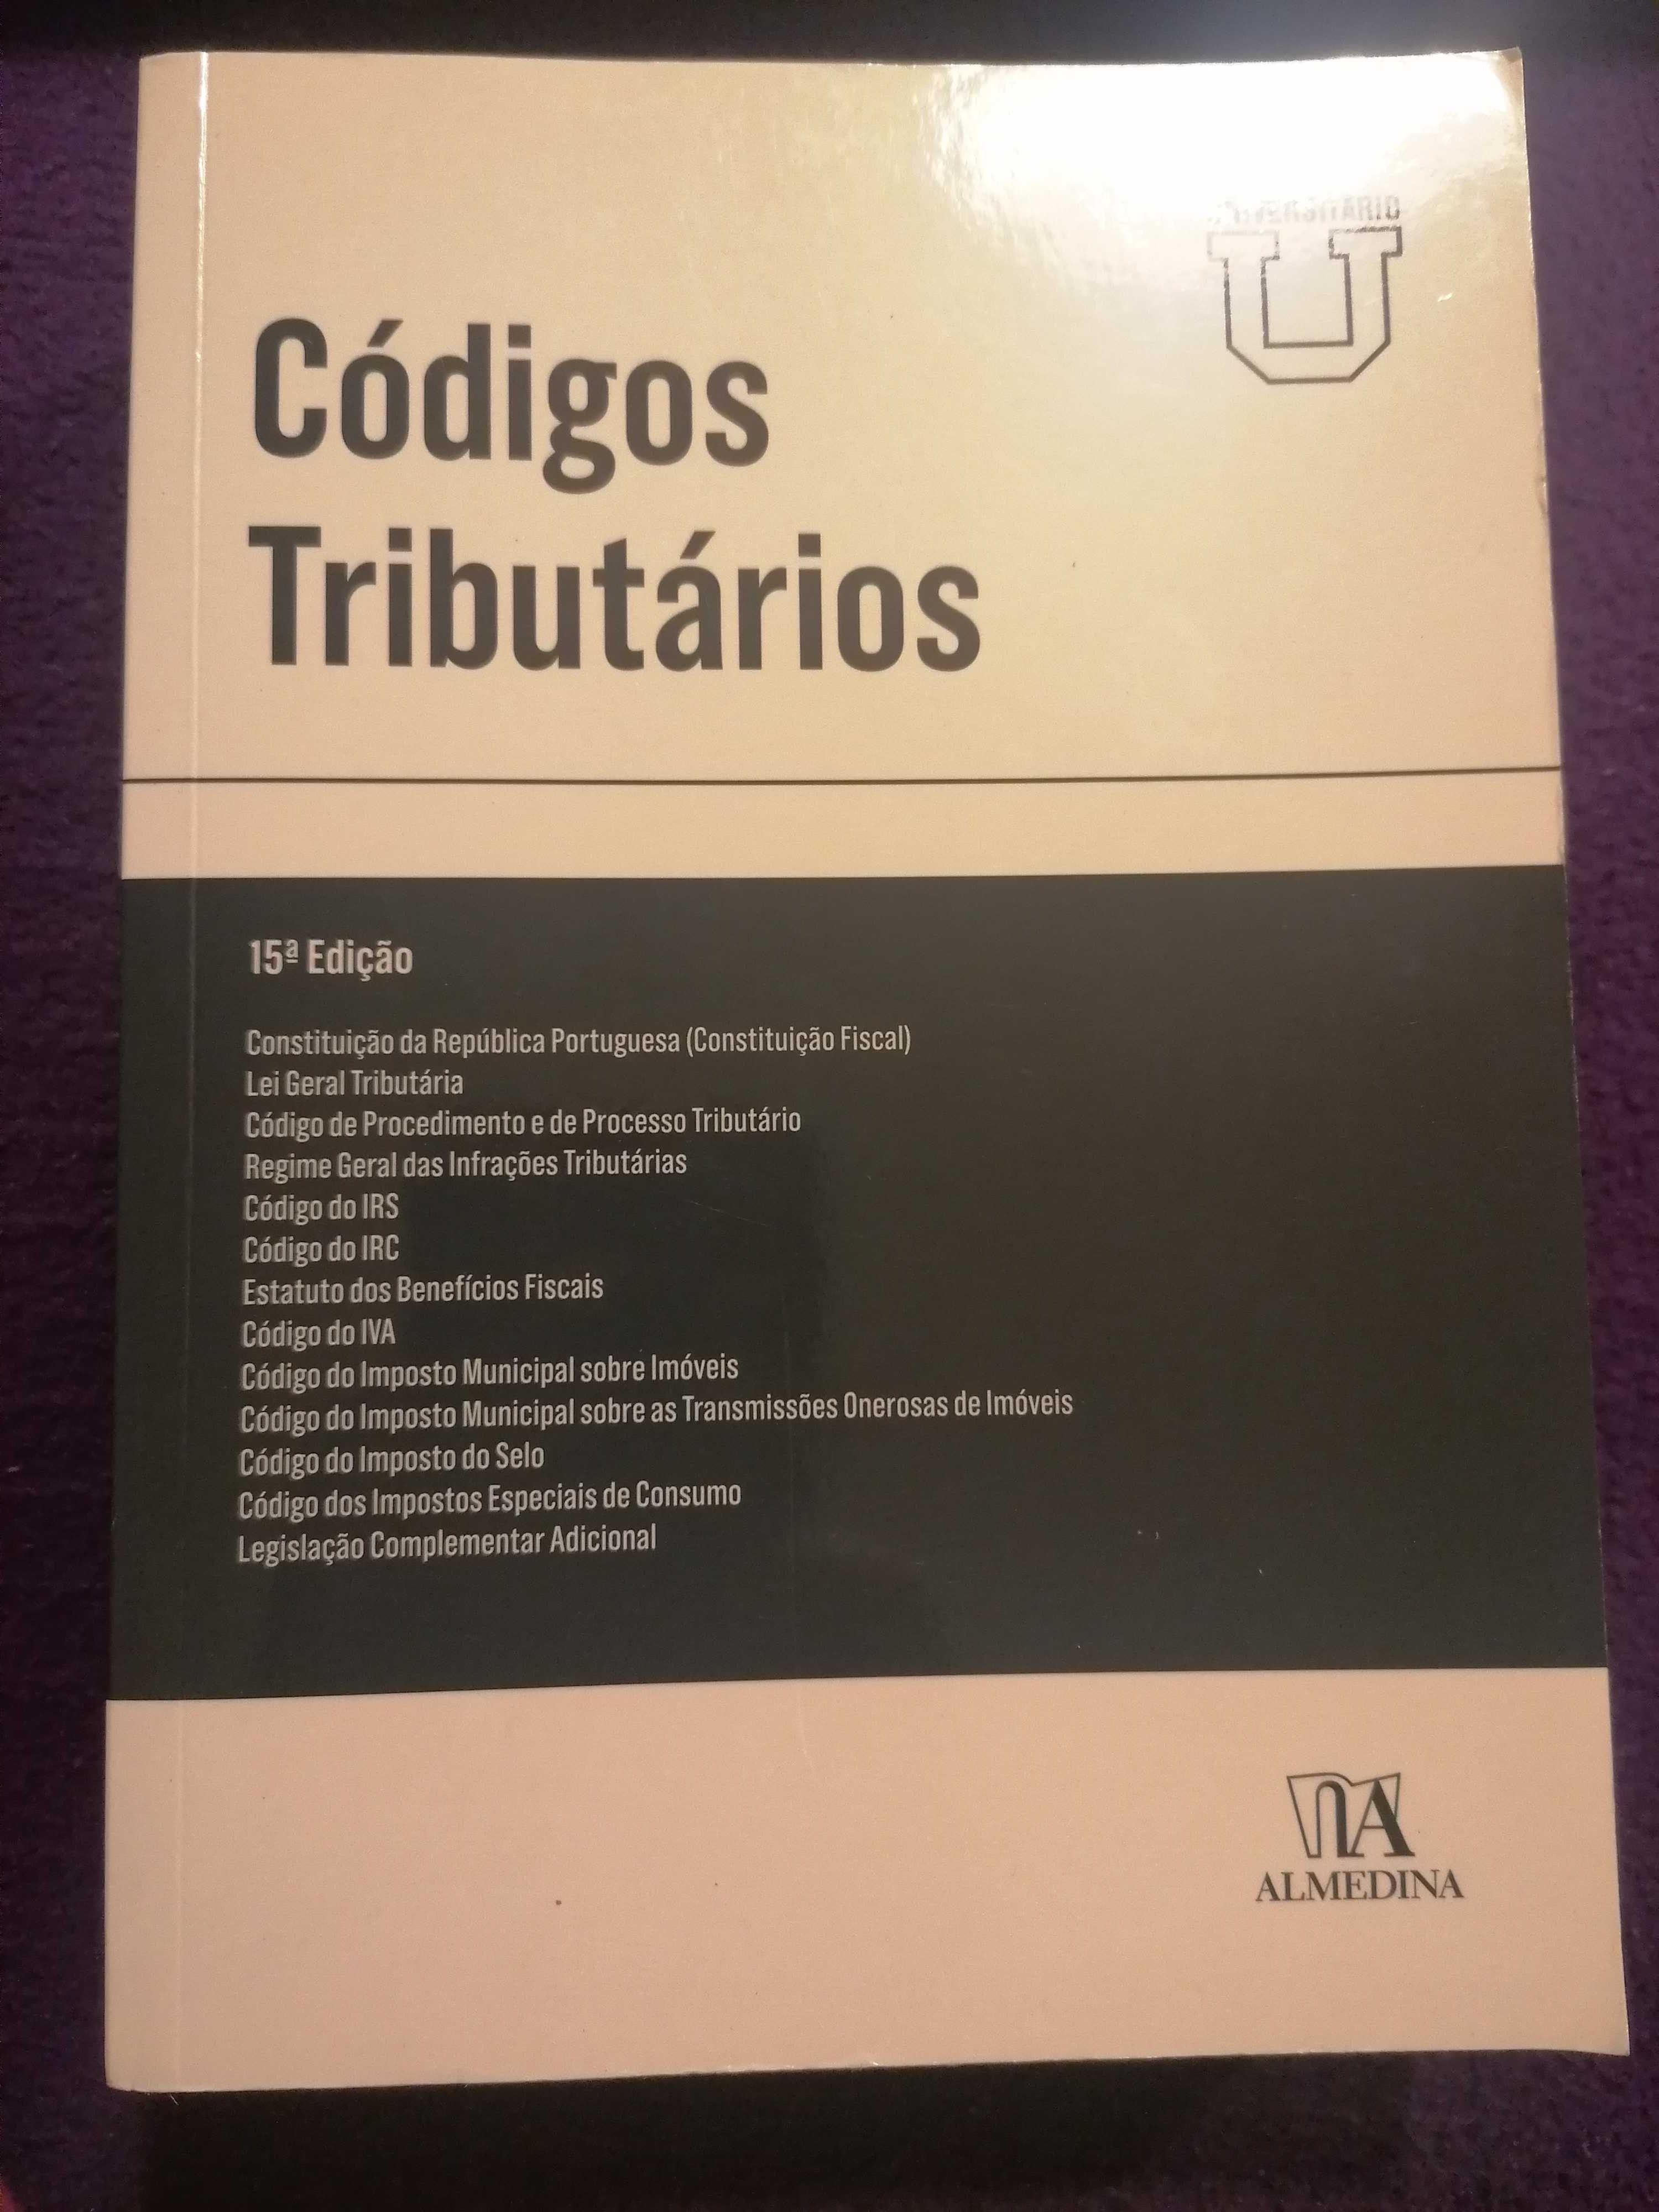 UNIVERSITÁRIO
U
Códigos
Tributários
15ª Edição
Constituição da República Portuguesa (Constituição Fiscal)
Lei Geral Tributária
Código de Procedimento e de Processo Tributário
Regime Geral das Infrações Tributárias
Código do IRS
Código do IRC
Estatuto dos Benefícios Fiscais
Código do IVA
Código do Imposto Municipal sobre Imóveis
Código do Imposto Municipal sobre as Transmissões Onerosas de Imóveis
Código do Imposto do Selo
Código dos Impostos Especiais de Consumo
Legislação Complementar Adicional
NA
ALMEDINA